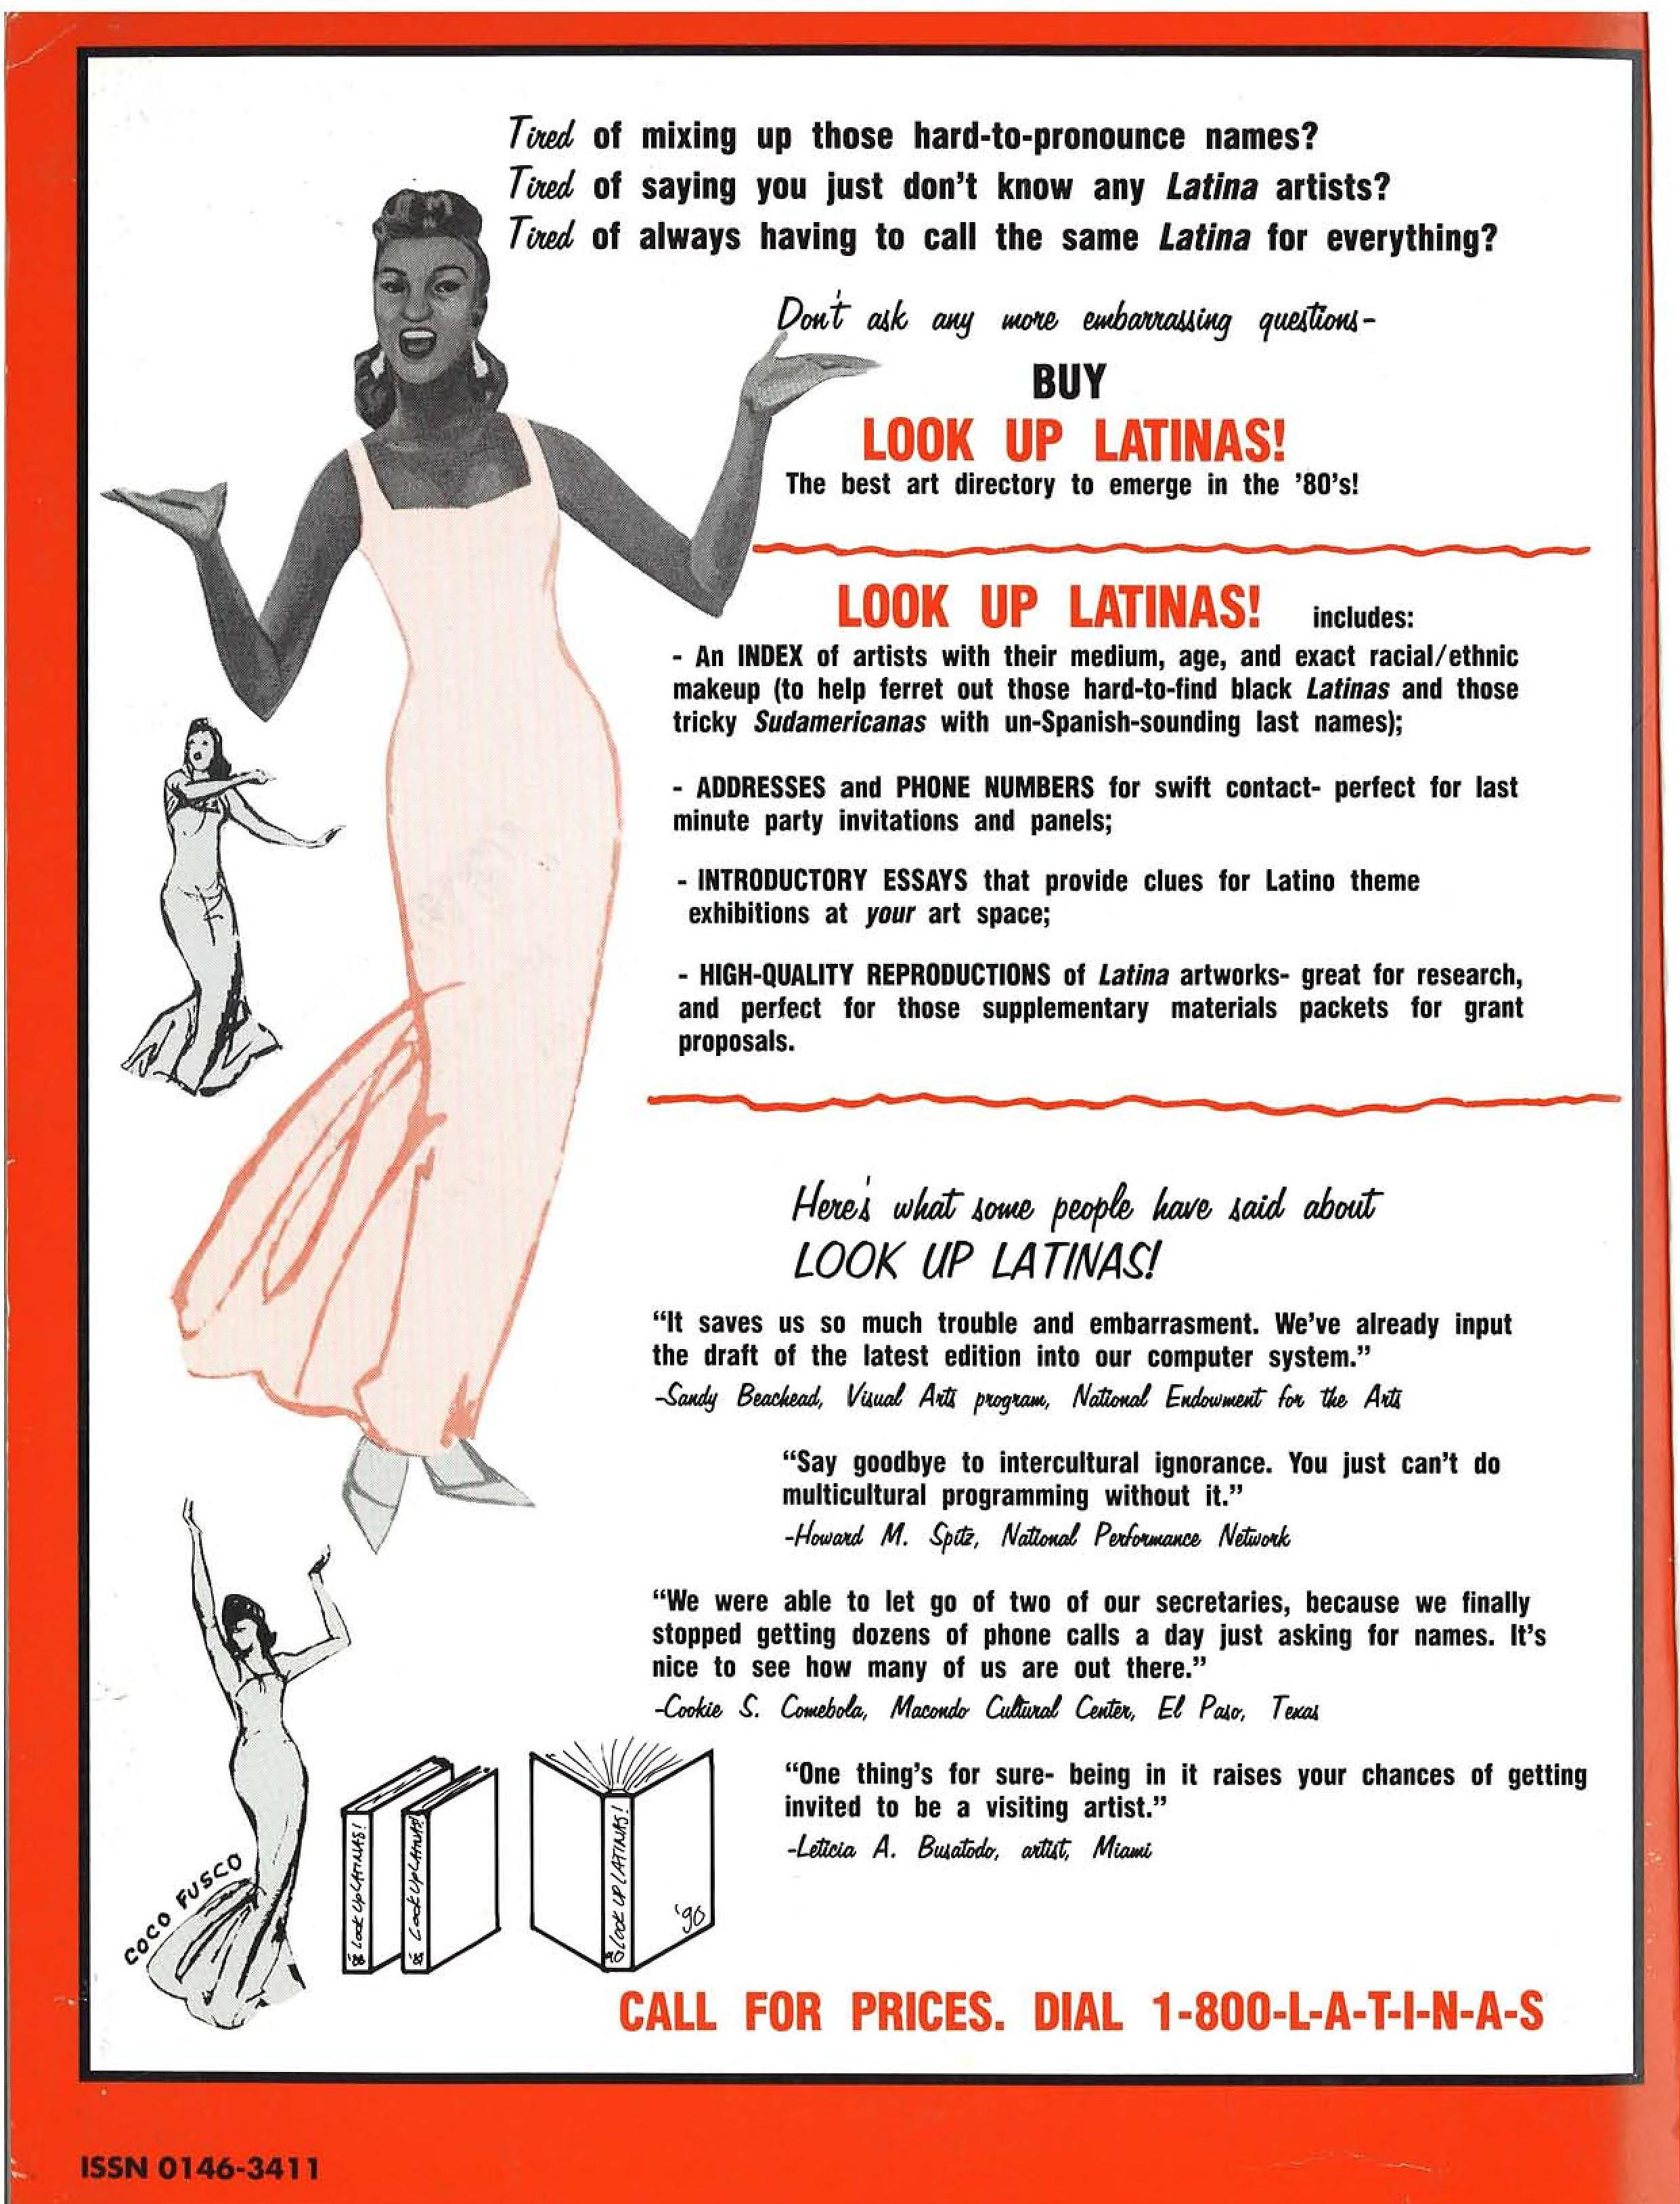 Tired of mixing up those hard-to-pronounce names?
Tired of saying you just don't know any Latina artists?
Tired of always having to call the same Latina for everything?
Don't ask any more embarrassing questions-
BUY
LOOK UP LATINAS!
The best art directory to emerge in the '80's!
LOOK UP LATINAS! includes:
- An INDEX of artists with their medium, age, and exact racial/ethnic
makeup (to help ferret out those hard-to-find black Latinas and those
tricky Sudamericanas with un-Spanish-sounding last names);
- ADDRESSES and PHONE NUMBERS for swift contact- perfect for last
minute party invitations and panels;
- INTRODUCTORY ESSAYS that provide clues for Latino theme
exhibitions at your art space;
- HIGH-QUALITY REPRODUCTIONS of Latina artworks- great for research,
and perfect for those supplementary materials packets for grant
proposals.
Here's what some people have said about
LOOK UP LATINAS!
“It saves us so much trouble and embarrasment. We've already input
the draft of the latest edition into our computer system.”
-Sandy Beachead, Visual Arts program, National Endowment for the Arts
“Say goodbye to intercultural ignorance. You just can't do
multicultural programming without it.”
-Howard M. Spitz, National Performance Network
“We were able to let go of two of our secretaries, because we finally
stopped getting dozens of phone calls a day just asking for names. It's
nice to see how many of us are out there.”
-Cookie S. Comebola, Macondo Cultural Center, El Paso, Texas
“One thing's for sure- being in it raises your chances of getting
invited to be a visiting artist.”
-Leticia A. Busatodo, artist, Miami
COCO FUSCO
Look Up LATINAS!
Look Up LATINAS!
90 LOOK UP LATINAS!
'90
CALL FOR PRICES. DIAL 1-800-L-A-T-I-N-A-S
ISSN 0146-3411